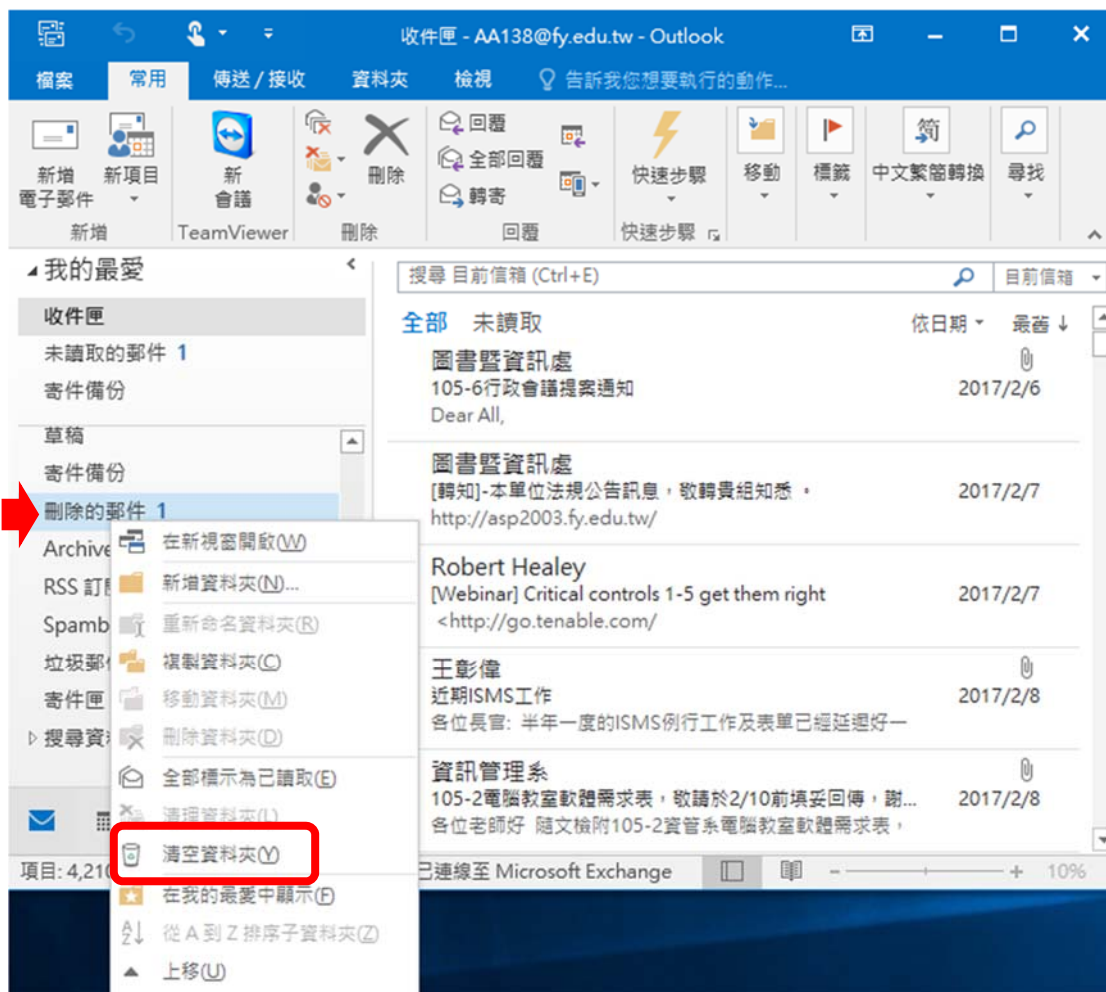 收件匣 - AA138@fy.edu.tw - Outlook
檔案 常用 傳送 / 接收 資料夾 檢視 告訴我您想要執行的動作...
新增
電子郵件
新項目
新
會議
刪除
回覆
全部回覆
轉寄
快速步驟
移動
標籤
中文繁簡轉換
尋找
新增 TeamViewer 刪除 回覆 快速步驟
我的最愛
收件匣
未讀取的郵件 1
寄件備份
草稿
寄件備份
刪除的郵件 1
Archive
RSS 訂
Spamb
垃圾郵
寄件匣
搜尋資
項目: 4,210
在新視窗開啟(W)
新增資料夾(N)...
重新命名資料夾(R)
複製資料夾(C)
移動資料夾(M)
刪除資料夾(D)
全部標示為已讀取(E)
清理資料夾(L)
清空資料夾(Y)
在我的最愛中顯示(F)
從 A 到 Z 排序子資料夾(Z)
上移(U)
搜尋 目前信箱 (Ctrl+E) 目前信箱
全部 未讀取 依日期 最舊 ↓
圖書暨資訊處
105-6行政會議提案通知 2017/2/6
Dear All,
圖書暨資訊處
[轉知]-本單位法規公告訊息，敬轉貴組知悉。 2017/2/7
http://asp2003.fy.edu.tw/
Robert Healey
[Webinar] Critical controls 1-5 get them right 2017/2/7
<http://go.tenable.com/
王彰偉
近期ISMS工作 2017/2/8
各位長官: 半年一度的ISMS例行工作及表單已經延遲好一
資訊管理系
105-2電腦教室軟體需求表，敬請於2/10前填妥回傳，謝... 2017/2/8
各位老師好 隨文檢附105-2資管系電腦教室軟體需求表，
已連線至 Microsoft Exchange 10%